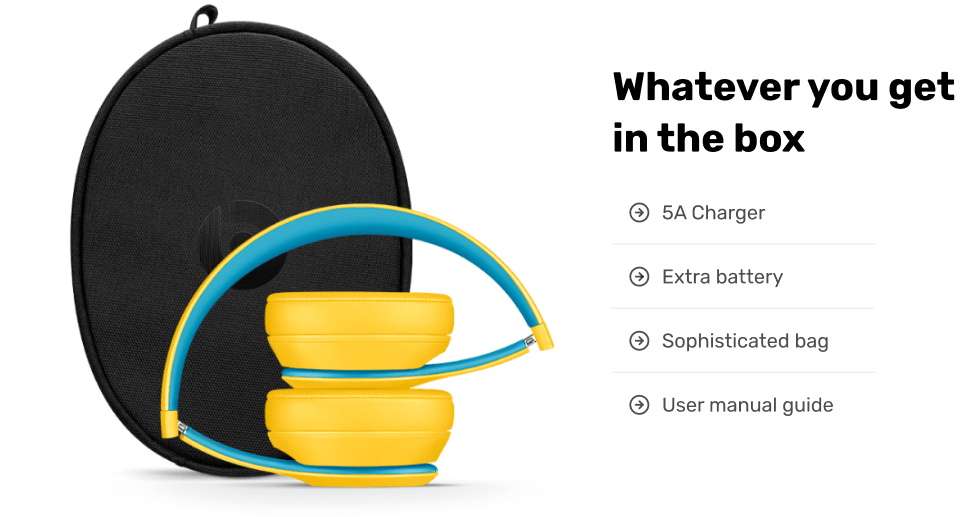 Whatever you get
in the box
5A Charger
Extra battery
Sophisticated bag
User manual guide